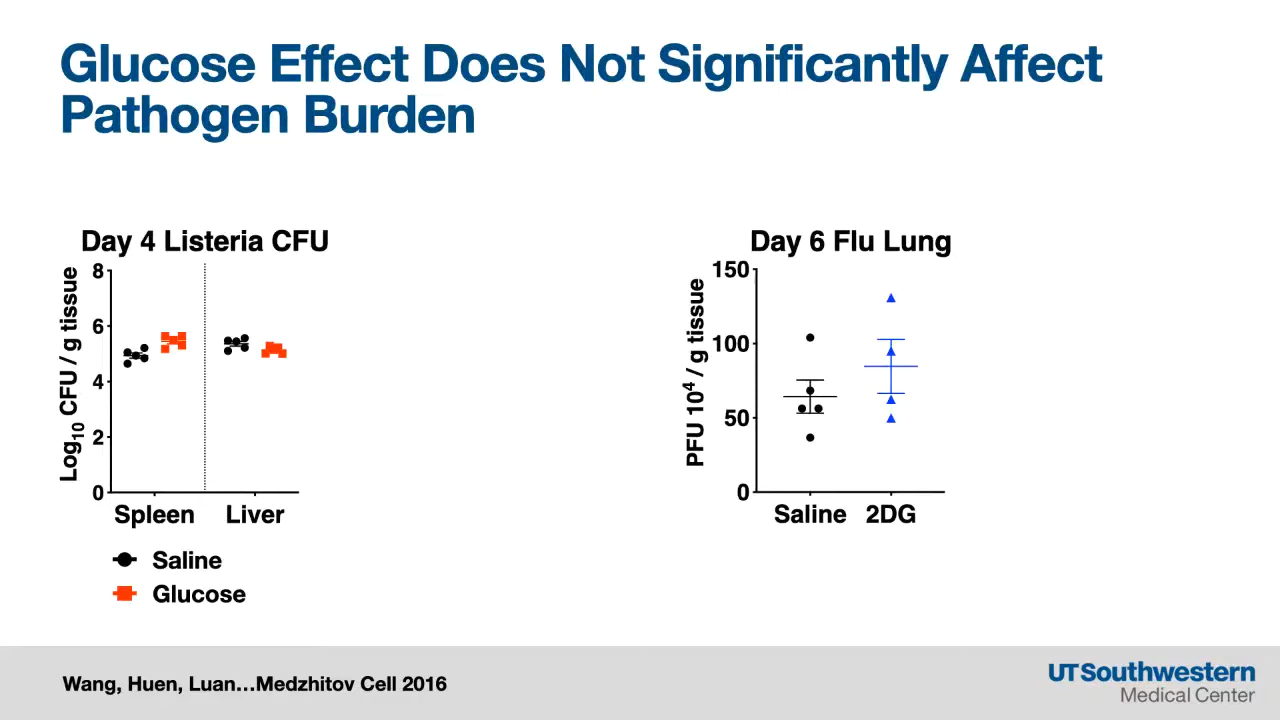 Glucose Effect Does Not Significantly Affect
Pathogen Burden
Day 4 Listeria CFU
Log10 CFU / g tissue
8
6
4
2
0
Spleen
Liver
Saline
Glucose
Day 6 Flu Lung
PFU 10⁴ / g tissue
150
100
50
0
Saline
2DG
Wang, Huen, Luan…Medzhitov Cell 2016
UTSouthwestern
Medical Center